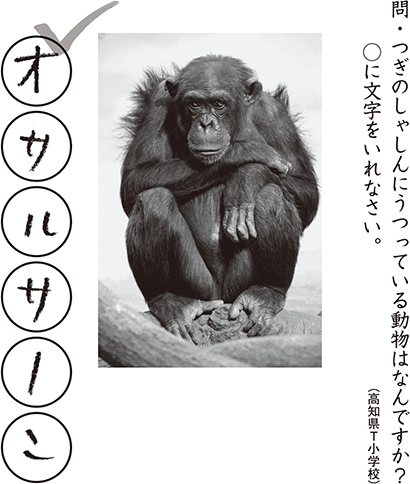 問・つぎのしゃしんにうつっている動物はなんですか?
○に文字をいれなさい。
(高知県T小学校)
オサルサーン